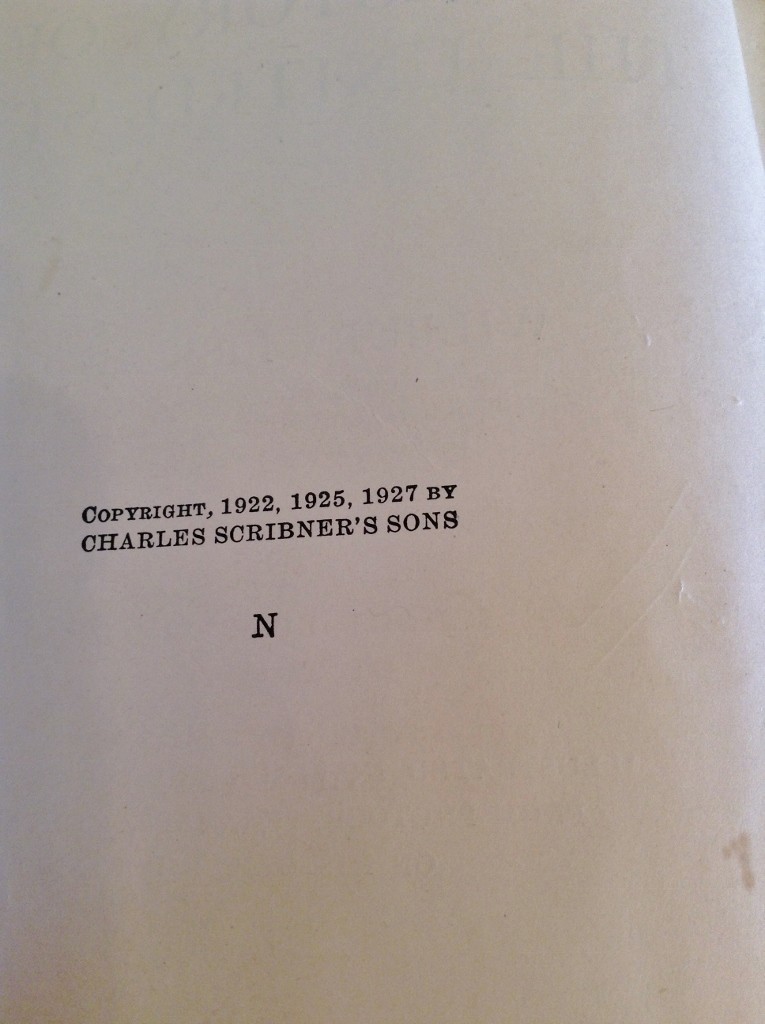 Copyright, 1922, 1925, 1927 by
CHARLES SCRIBNER'S SONS
N